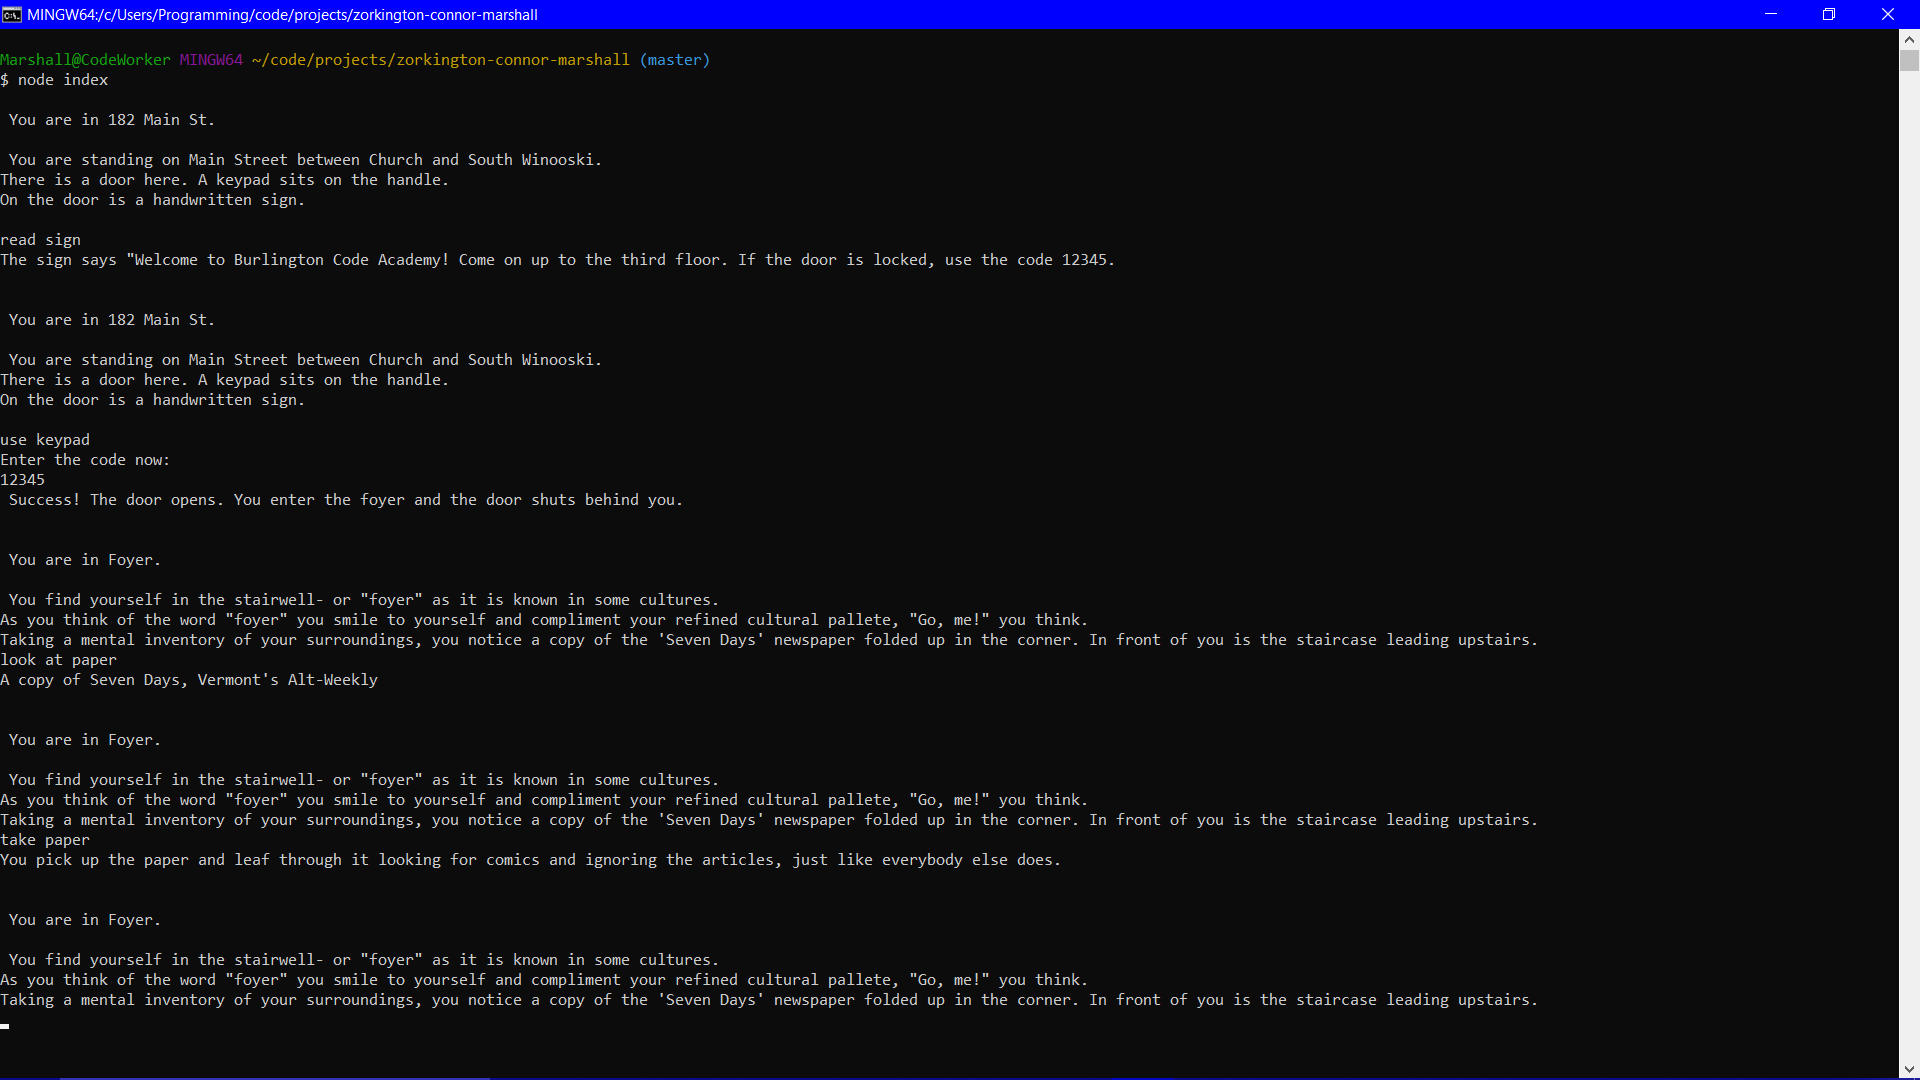 MINGW64:/c/Users/Programming/code/projects/zorkington-connor-marshall
Marshall@CodeWorker MINGW64 ~/code/projects/zorkington-connor-marshall (master)
$ node index
You are in 182 Main St.
You are standing on Main Street between Church and South Winooski.
There is a door here. A keypad sits on the handle.
On the door is a handwritten sign.
read sign
The sign says "Welcome to Burlington Code Academy! Come on up to the third floor. If the door is locked, use the code 12345.
You are in 182 Main St.
You are standing on Main Street between Church and South Winooski.
There is a door here. A keypad sits on the handle.
On the door is a handwritten sign.
use keypad
Enter the code now:
12345
Success! The door opens. You enter the foyer and the door shuts behind you.
You are in Foyer.
You find yourself in the stairwell- or "foyer" as it is known in some cultures.
As you think of the word "foyer" you smile to yourself and compliment your refined cultural pallete, "Go, me!" you think.
Taking a mental inventory of your surroundings, you notice a copy of the 'Seven Days' newspaper folded up in the corner. In front of you is the staircase leading upstairs.
look at paper
A copy of Seven Days, Vermont's Alt-Weekly
You are in Foyer.
You find yourself in the stairwell- or "foyer" as it is known in some cultures.
As you think of the word "foyer" you smile to yourself and compliment your refined cultural pallete, "Go, me!" you think.
Taking a mental inventory of your surroundings, you notice a copy of the 'Seven Days' newspaper folded up in the corner. In front of you is the staircase leading upstairs.
take paper
You pick up the paper and leaf through it looking for comics and ignoring the articles, just like everybody else does.
You are in Foyer.
You find yourself in the stairwell- or "foyer" as it is known in some cultures.
As you think of the word "foyer" you smile to yourself and compliment your refined cultural pallete, "Go, me!" you think.
Taking a mental inventory of your surroundings, you notice a copy of the 'Seven Days' newspaper folded up in the corner. In front of you is the staircase leading upstairs.